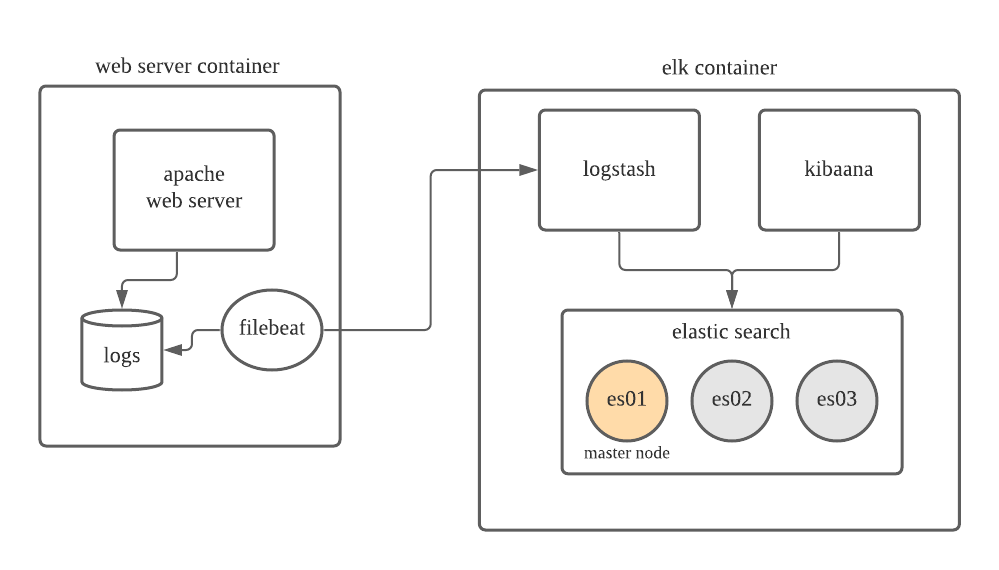 web server container
apache
web server
logs
filebeat
elk container
logstash
kibaana
elastic search
es01
es02
es03
master node